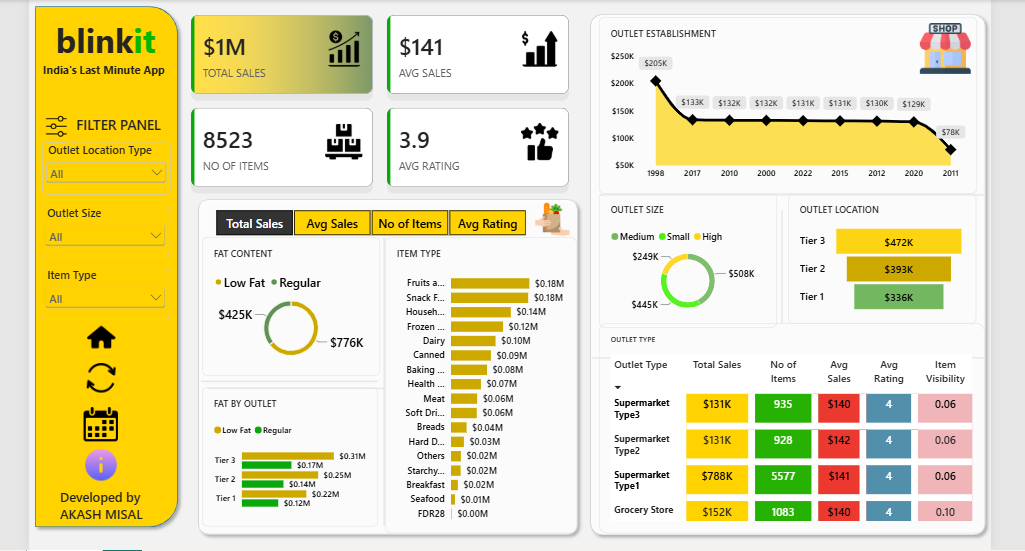 blinkit
India's Last Minute App
FILTER PANEL
Outlet Location Type
All
Outlet Size
All
Item Type
All
i
Developed by
AKASH MISAL
$1M
TOTAL SALES
$
$141
AVG SALES
$
8523
NO OF ITEMS
3.9
AVG RATING
Total Sales
Avg Sales
No of Items
Avg Rating
FAT CONTENT
Low Fat
Regular
$425K
$776K
FAT BY OUTLET
Low Fat
Regular
Tier 3
$0.31M
$0.17M
Tier 2
$0.25M
$0.14M
Tier 1
$0.22M
$0.12M
ITEM TYPE
Fruits a... $0.18M
Snack F... $0.18M
Househ... $0.14M
Frozen ... $0.12M
Dairy $0.10M
Canned $0.09M
Baking ... $0.08M
Health ... $0.07M
Meat $0.06M
Soft Dri... $0.06M
Breads $0.04M
Hard D... $0.03M
Others $0.02M
Starchy... $0.02M
Breakfast $0.02M
Seafood $0.01M
FDR28 $0.00M
OUTLET ESTABLISHMENT
SHOP
$250K
$200K
$150K
$100K
$50K
$205K
$133K
$132K
$132K
$131K
$131K
$130K
$129K
$78K
1998 2017 2010 2000 2022 2015 2012 2020 2011
OUTLET SIZE
Medium Small High
$249K
$508K
$445K
OUTLET LOCATION
Tier 3 $472K
Tier 2 $393K
Tier 1 $336K
OUTLET TYPE
Outlet Type Total Sales No of Items Avg Sales Avg Rating Item Visibility
Supermarket Type3 $131K 935 $140 4 0.06
Supermarket Type2 $131K 928 $142 4 0.06
Supermarket Type1 $788K 5577 $141 4 0.06
Grocery Store $152K 1083 $140 4 0.10